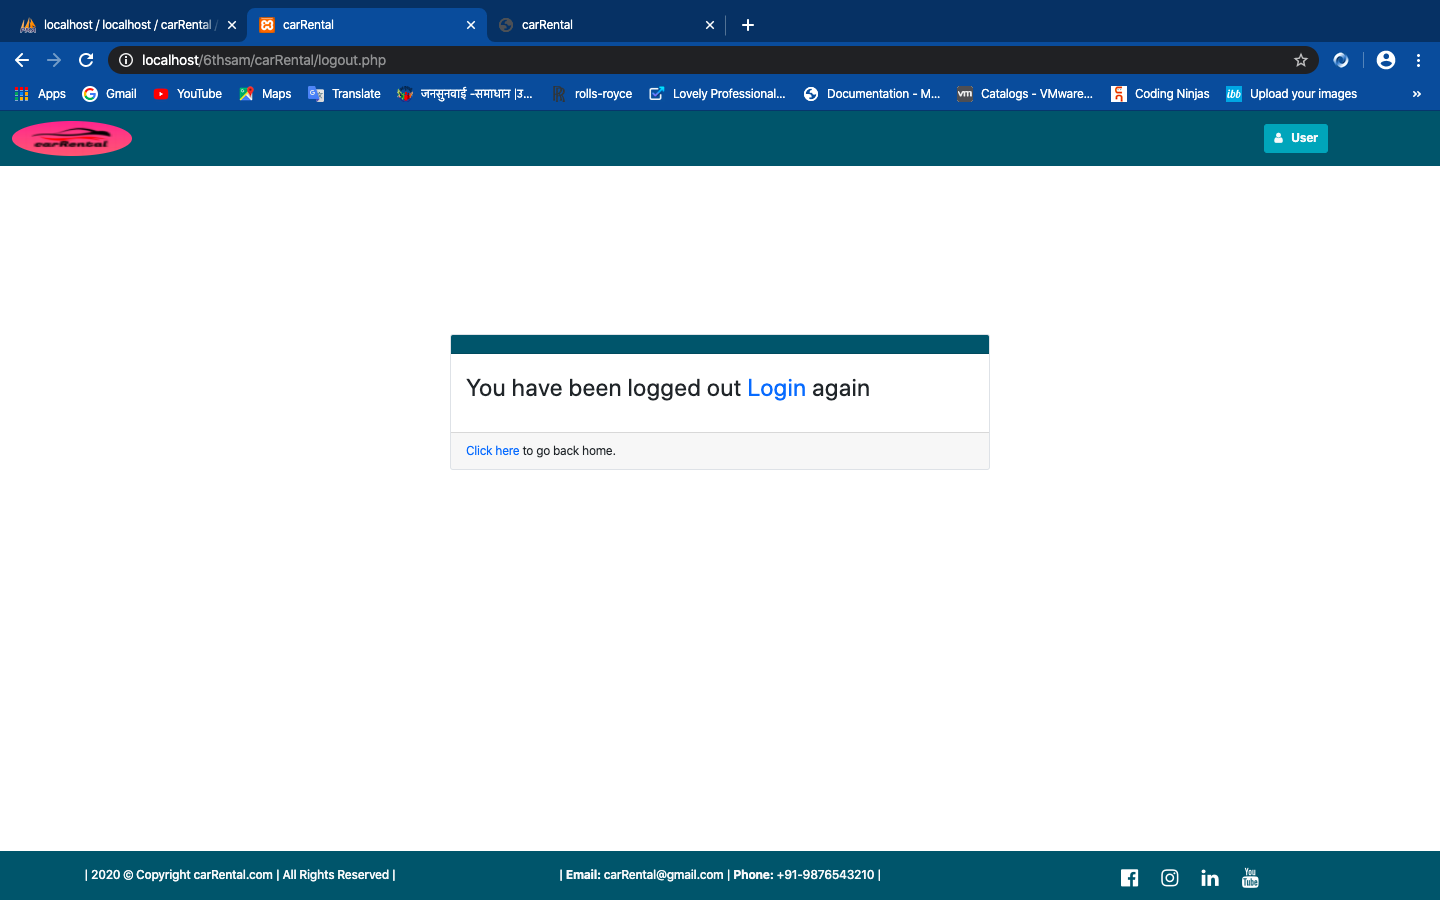 localhost / localhost / carRental /
carRental
carRental
localhost/6thsam/carRental/logout.php
Apps
Gmail
YouTube
Maps
Translate
जनसुनवाई -समाधान |उ...
rolls-royce
Lovely Professional...
Documentation - M...
vm
Catalogs - VMware...
Coding Ninjas
ibb
Upload your images
»
carRental
User
You have been logged out Login again
Click here to go back home.
| 2020 © Copyright carRental.com | All Rights Reserved |
| Email: carRental@gmail.com | Phone: +91-9876543210 |
You
Tube